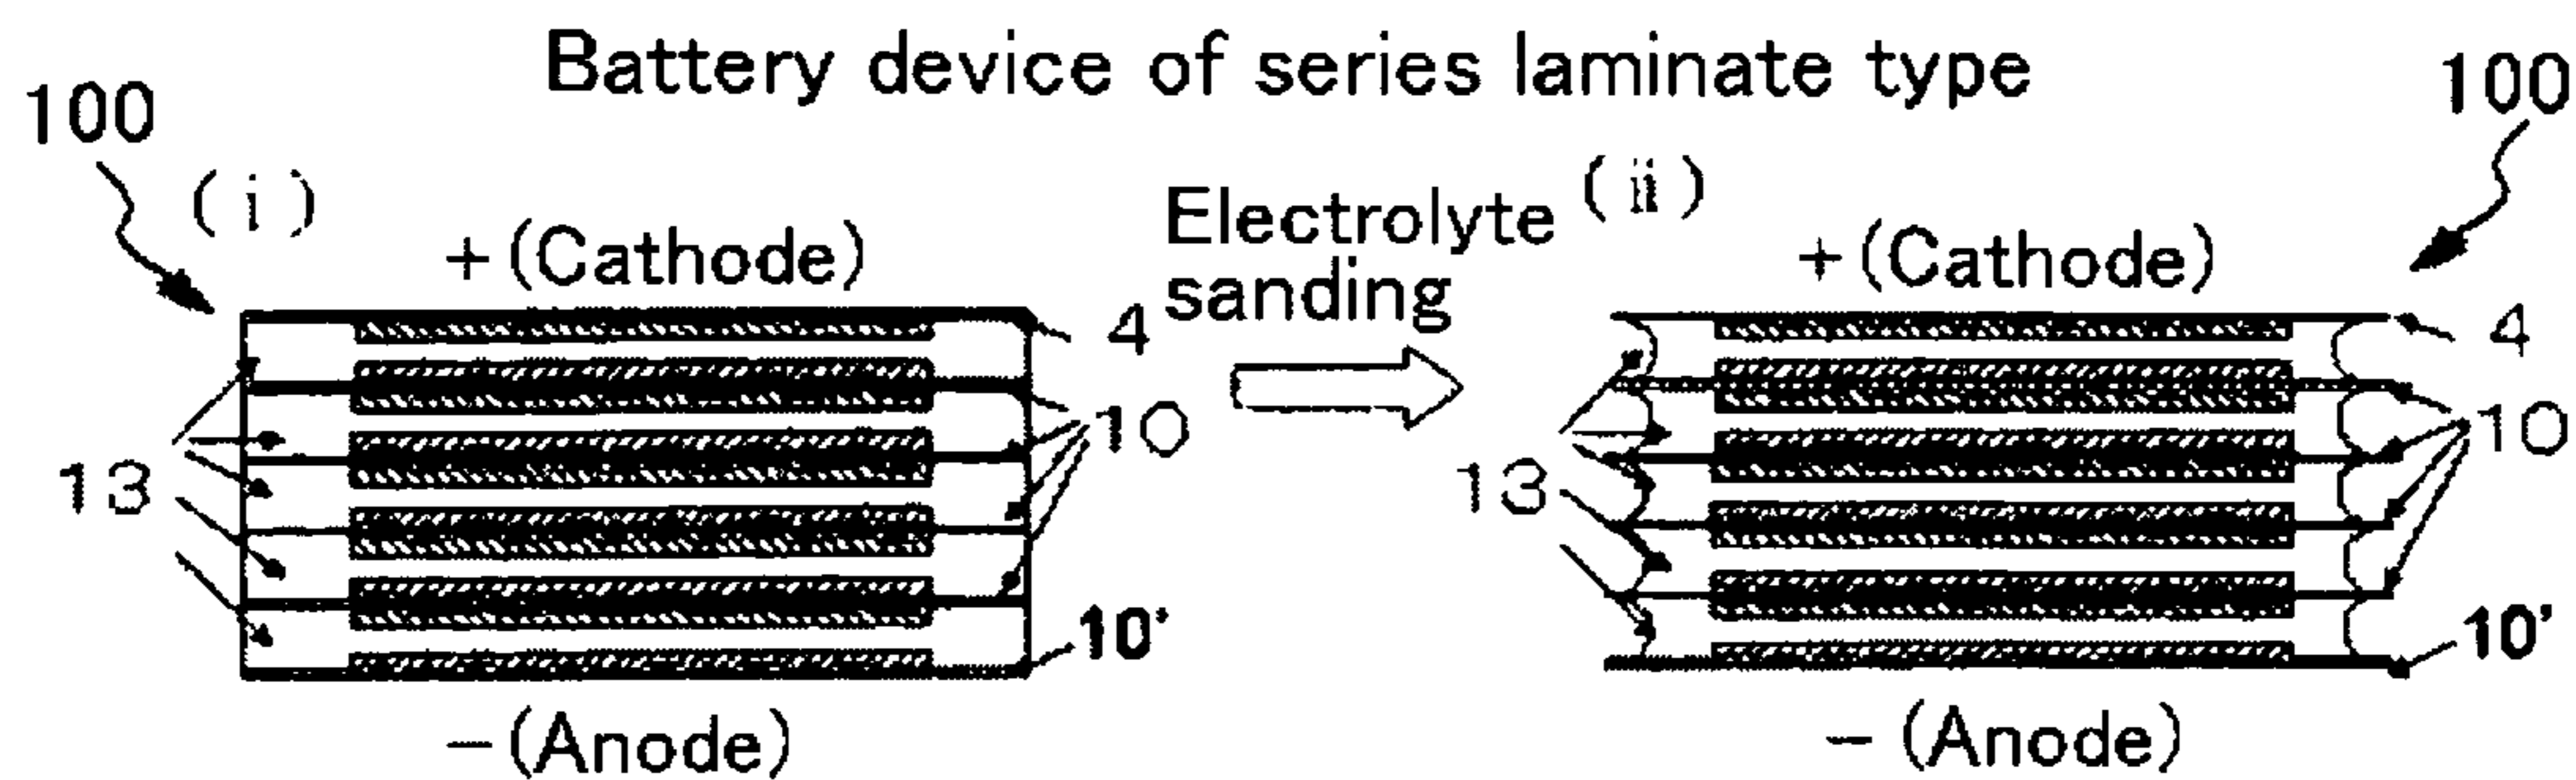 Battery device of series laminate type
100
100
(i)
Electrolyte
sanding
(ii)
+(Cathode)
+(Cathode)
4
4
10
10
13
13
10'
10'
−(Anode)
−(Anode)